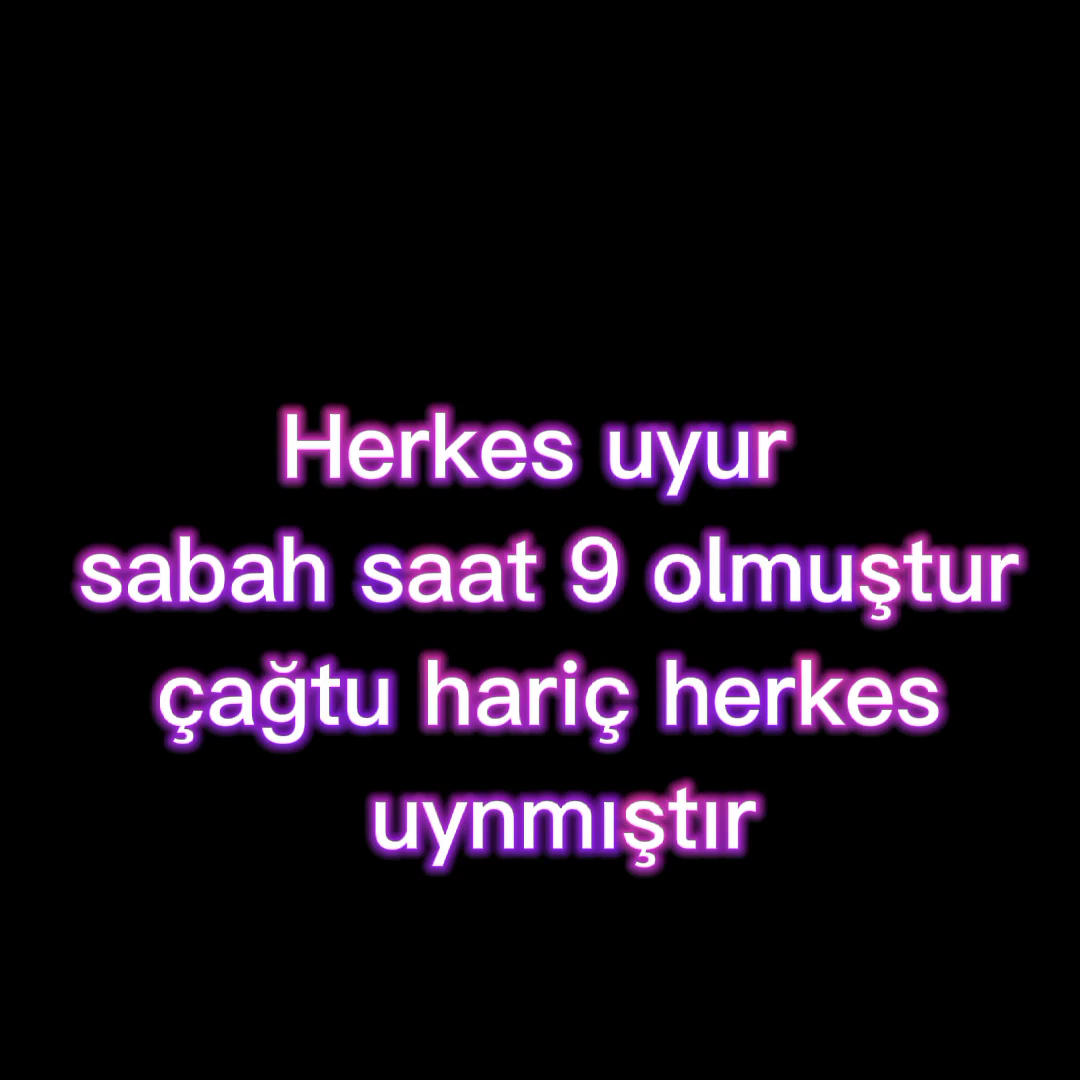 Herkes uyur
sabah saat 9 olmuştur
çağtu hariç herkes
uynmıştır